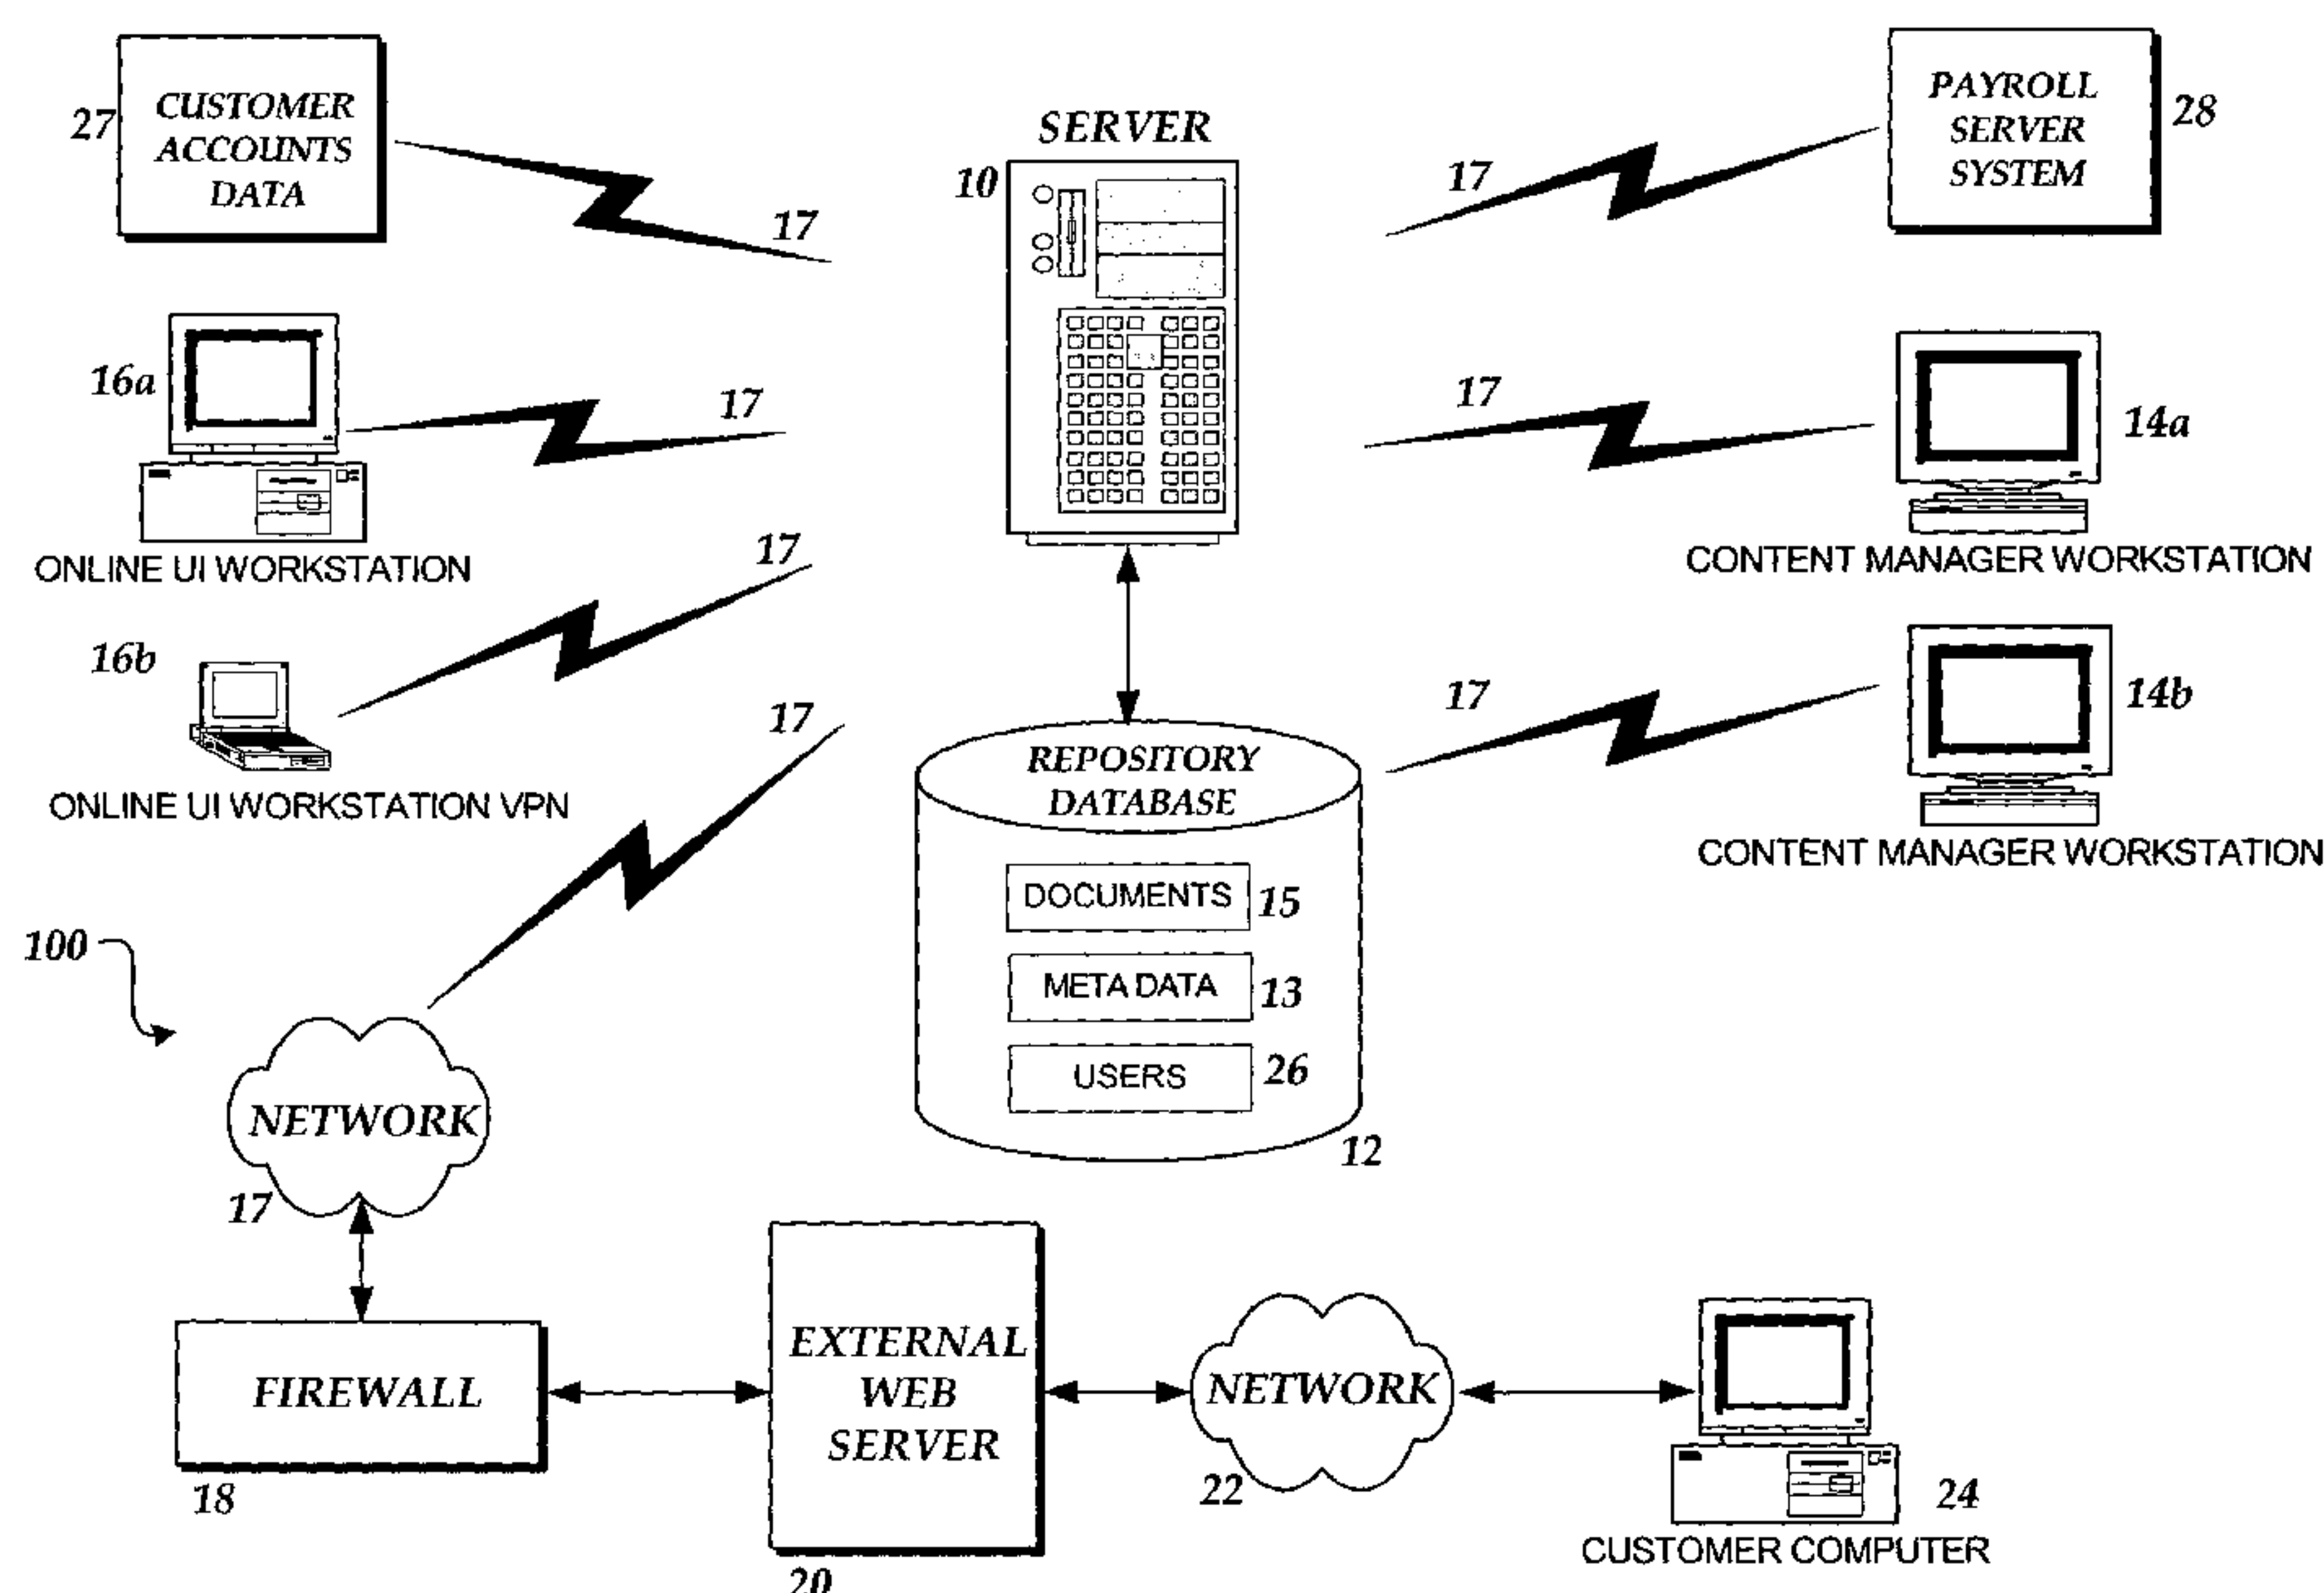 CUSTOMER
ACCOUNTS
DATA
27
17
SERVER
10
17
PAYROLL
SERVER
SYSTEM
28
16a
17
ONLINE UI WORKSTATION
17
14a
CONTENT MANAGER WORKSTATION
16b
17
ONLINE UI WORKSTATION VPN
17
14b
CONTENT MANAGER WORKSTATION
17
REPOSITORY
DATABASE
DOCUMENTS
15
META DATA
13
USERS
26
12
100
NETWORK
17
FIREWALL
18
EXTERNAL
WEB
SERVER
20
NETWORK
22
24
CUSTOMER COMPUTER